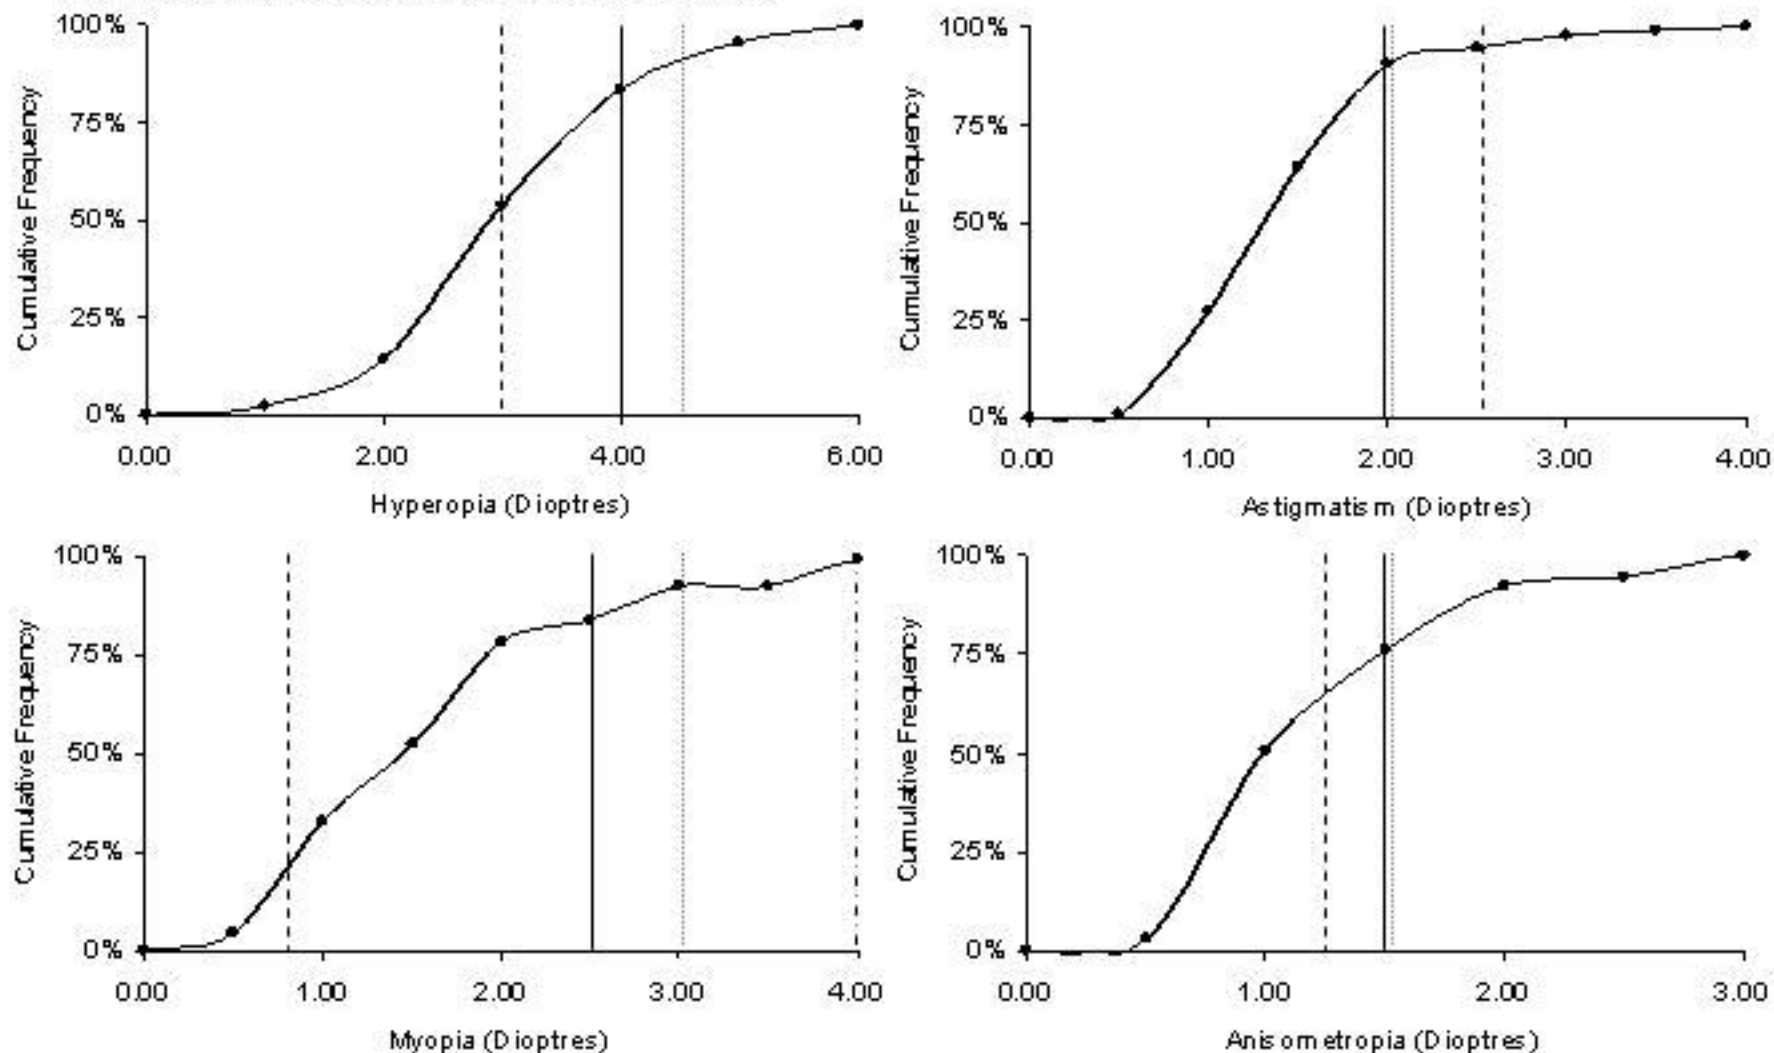 100%
75%
50%
25%
0%
Cumulative Frequency
0.00 2.00 4.00 6.00
Hyperopia (Dioptres)
100%
75%
50%
25%
0%
Cumulative Frequency
0.00 1.00 2.00 3.00 4.00
Astigmatism (Dioptres)
100%
75%
50%
25%
0%
Cumulative Frequency
0.00 1.00 2.00 3.00 4.00
Myopia (Dioptres)
100%
75%
50%
25%
0%
Cumulative Frequency
0.00 1.00 2.00 3.00
Anisometropia (Dioptres)